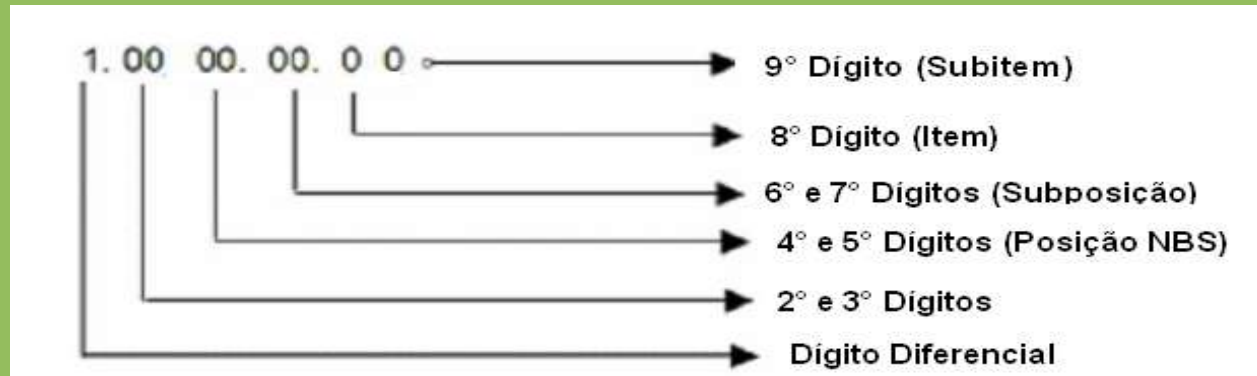 1. 00 00. 00. 0 0
9° Dígito (Subitem)
8° Dígito (Item)
6° e 7° Dígitos (Subposição)
4° e 5° Dígitos (Posição NBS)
2° e 3° Dígitos
Dígito Diferencial